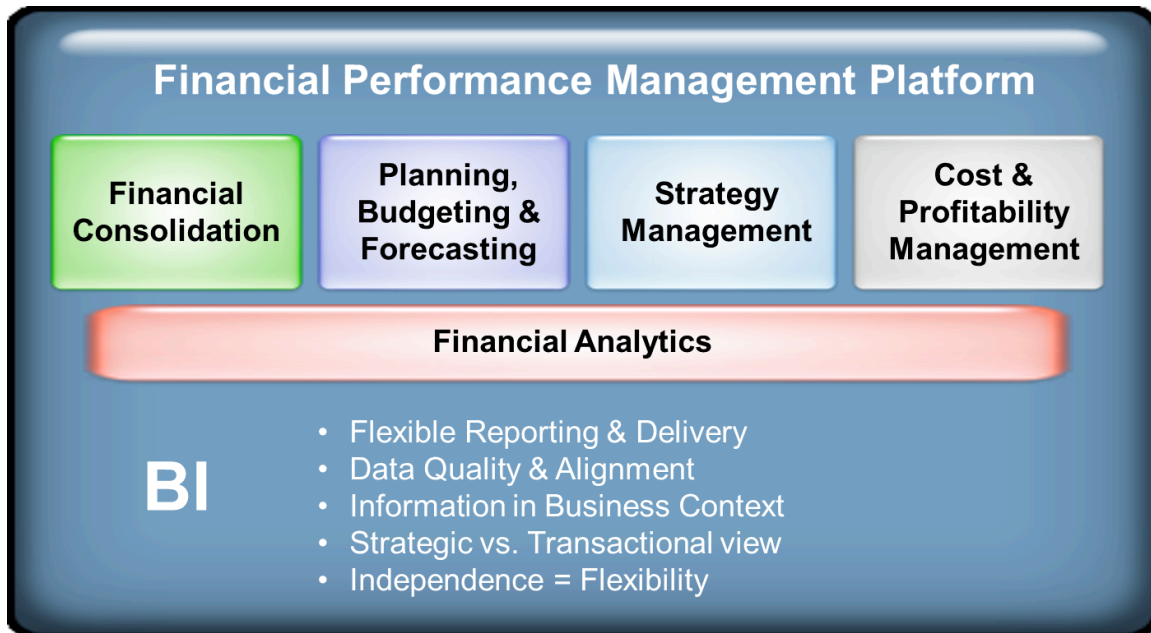 Financial Performance Management Platform
Financial
Consolidation
Planning,
Budgeting &
Forecasting
Strategy
Management
Cost &
Profitability
Management
Financial Analytics
BI
• Flexible Reporting & Delivery
• Data Quality & Alignment
• Information in Business Context
• Strategic vs. Transactional view
• Independence = Flexibility